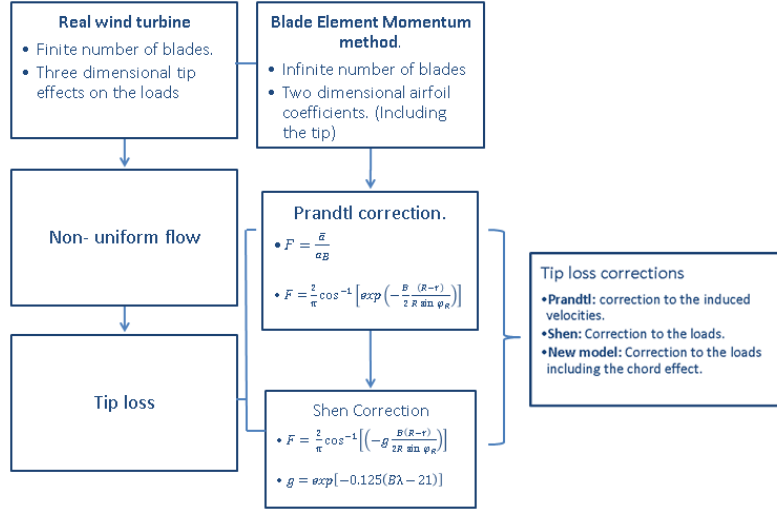 Real wind turbine
• Finite number of blades.
• Three dimensional tip
effects on the loads
Blade Element Momentum
method.
• Infinite number of blades
• Two dimensional airfoil
coefficients. (Including
the tip)
Non- uniform flow
Tip loss
Prandtl correction.
• F = ā / a_B
• F = 2/π cos⁻¹ [exp (−B/2 (R−r)/(R sin φ_R))]
Shen Correction
• F = 2/π cos⁻¹ [(−g B(R−r)/(2R sin φ_R))]
• g = exp[−0.125(Bλ − 21)]
Tip loss corrections
•Prandtl: correction to the induced
velocities.
•Shen: Correction to the loads.
•New model: Correction to the loads
including the chord effect.